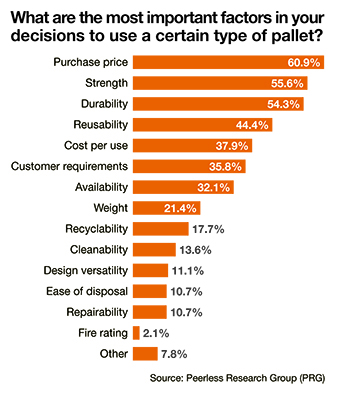 What are the most important factors in your
decisions to use a certain type of pallet?
Purchase price 60.9%
Strength 55.6%
Durability 54.3%
Reusability 44.4%
Cost per use 37.9%
Customer requirements 35.8%
Availability 32.1%
Weight 21.4%
Recyclability 17.7%
Cleanability 13.6%
Design versatility 11.1%
Ease of disposal 10.7%
Repairability 10.7%
Fire rating 2.1%
Other 7.8%
Source: Peerless Research Group (PRG)